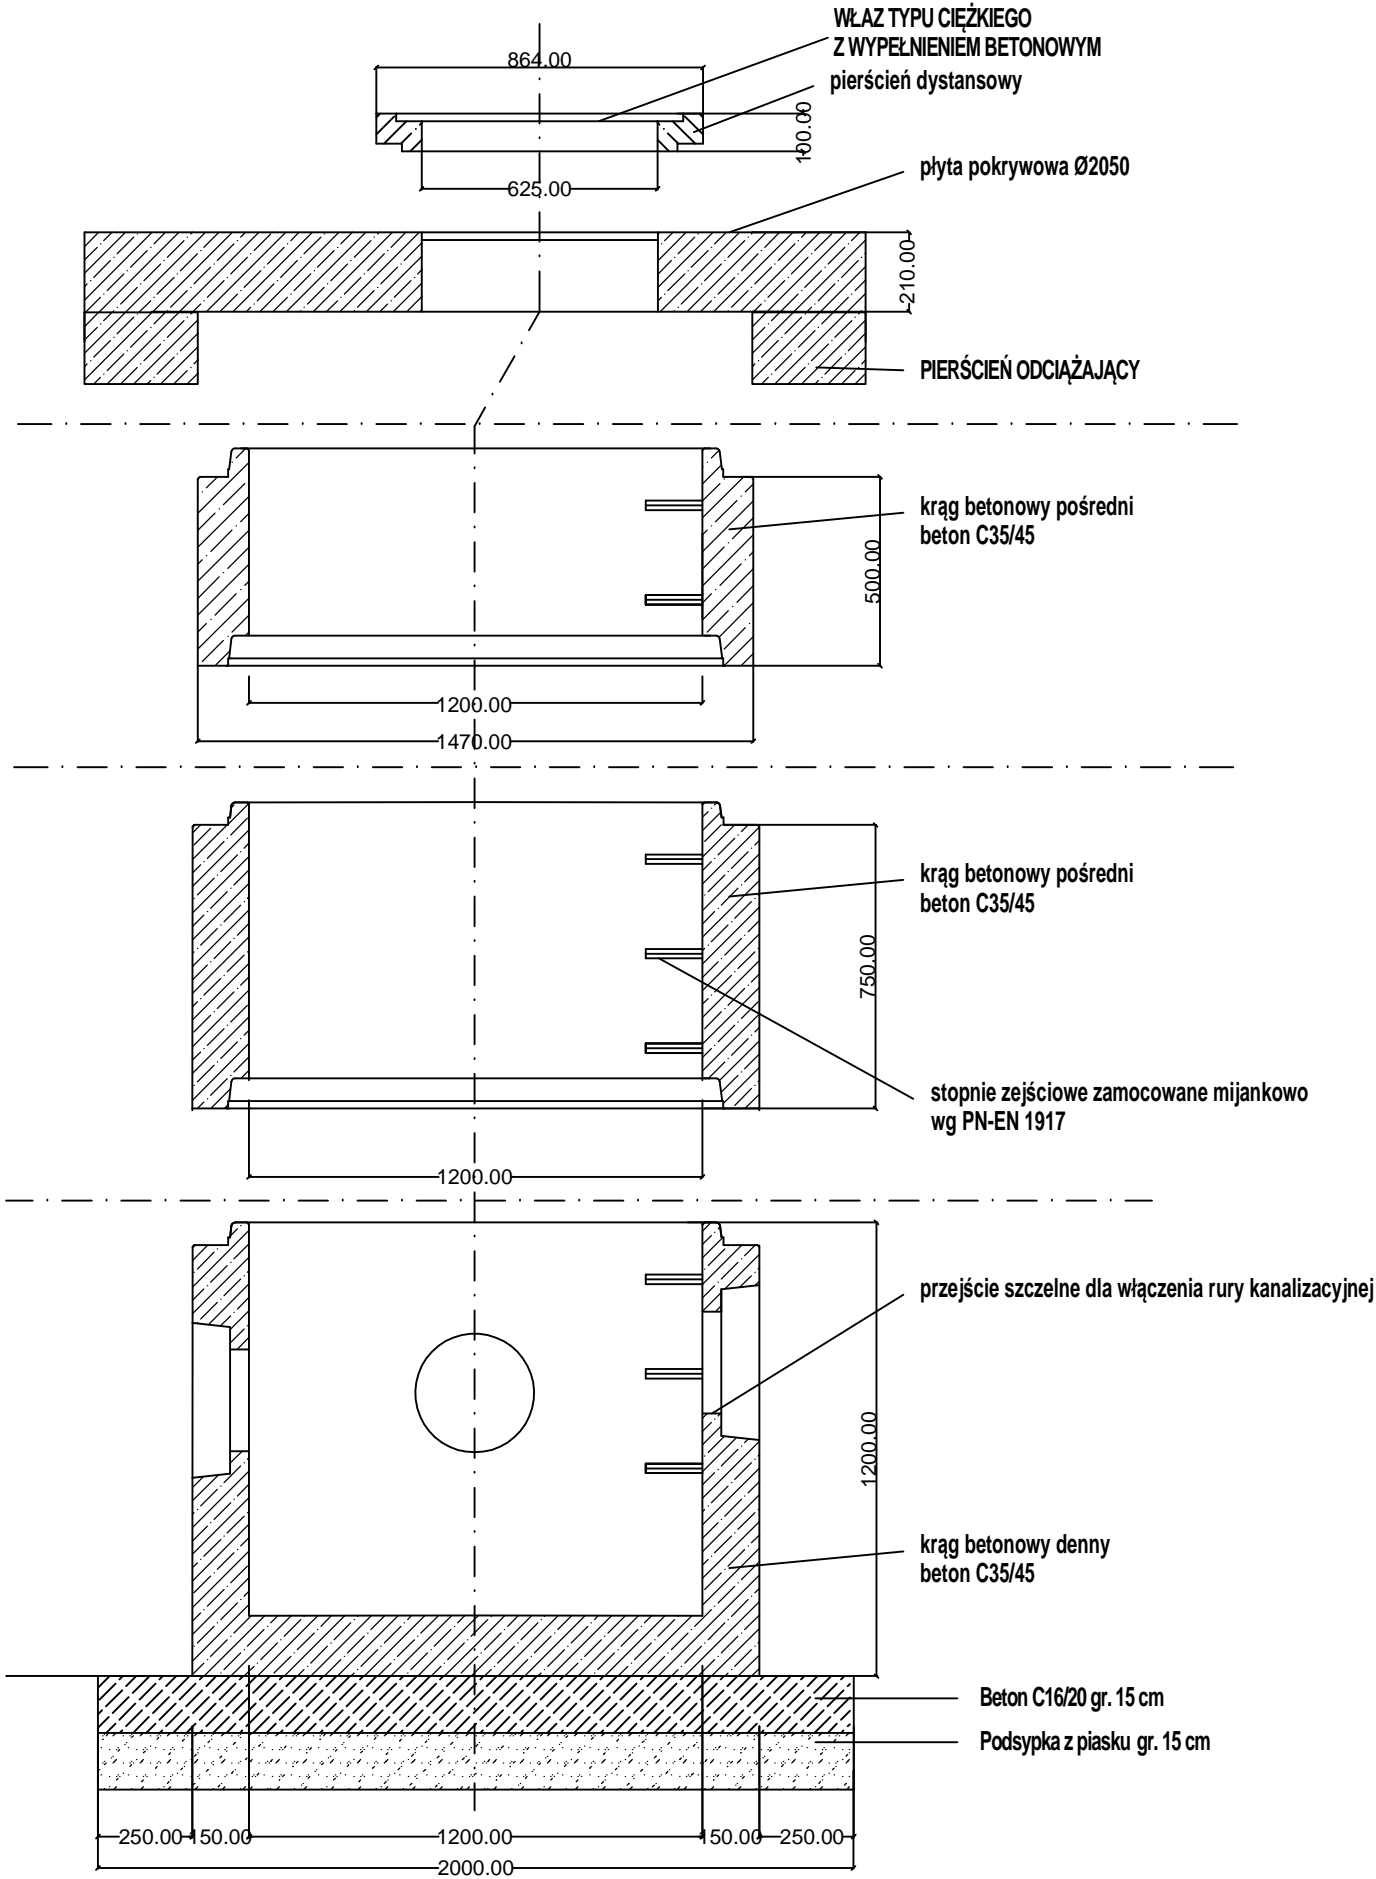 WŁAZ TYPU CIĘŻKIEGO
Z WYPEŁNIENIEM BETONOWYM
864.00
pierścień dystansowy
100.00
płyta pokrywowa Ø2050
625.00
210.00
PIERŚCIEŃ ODCIĄŻAJĄCY
krąg betonowy pośredni
beton C35/45
500.00
1200.00
1470.00
krąg betonowy pośredni
beton C35/45
750.00
stopnie zejściowe zamocowane mijankowo
wg PN-EN 1917
1200.00
przejście szczelne dla włączenia rury kanalizacyjnej
1200.00
krąg betonowy denny
beton C35/45
Beton C16/20 gr. 15 cm
Podsypka z piasku gr. 15 cm
250.00 150.00 1200.00 150.00 250.00
2000.00